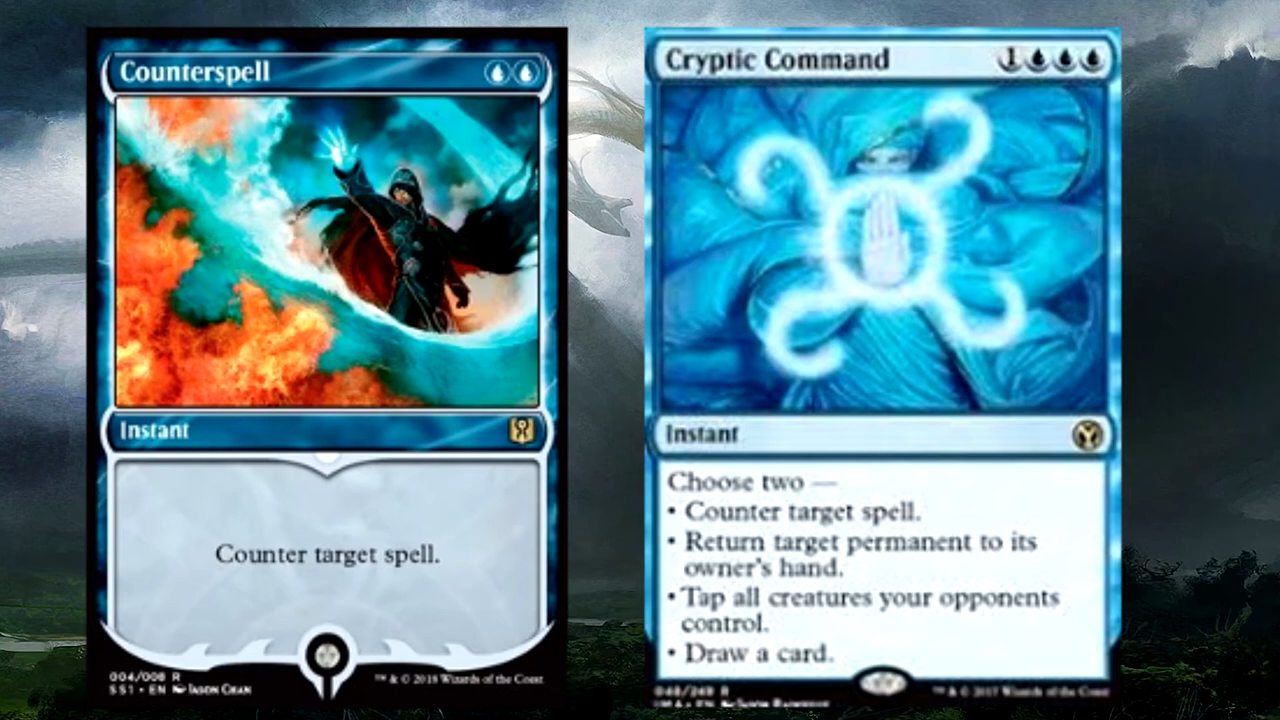 Counterspell
Instant
Counter target spell.
004/008 R
SS1 • EN Jason Chan
™ & © 2018 Wizards of the Coast
Cryptic Command
1
Instant
Choose two —
• Counter target spell.
• Return target permanent to its
owner's hand.
• Tap all creatures your opponents
control.
• Draw a card.
™ & © 2017 Wizards of the Coast